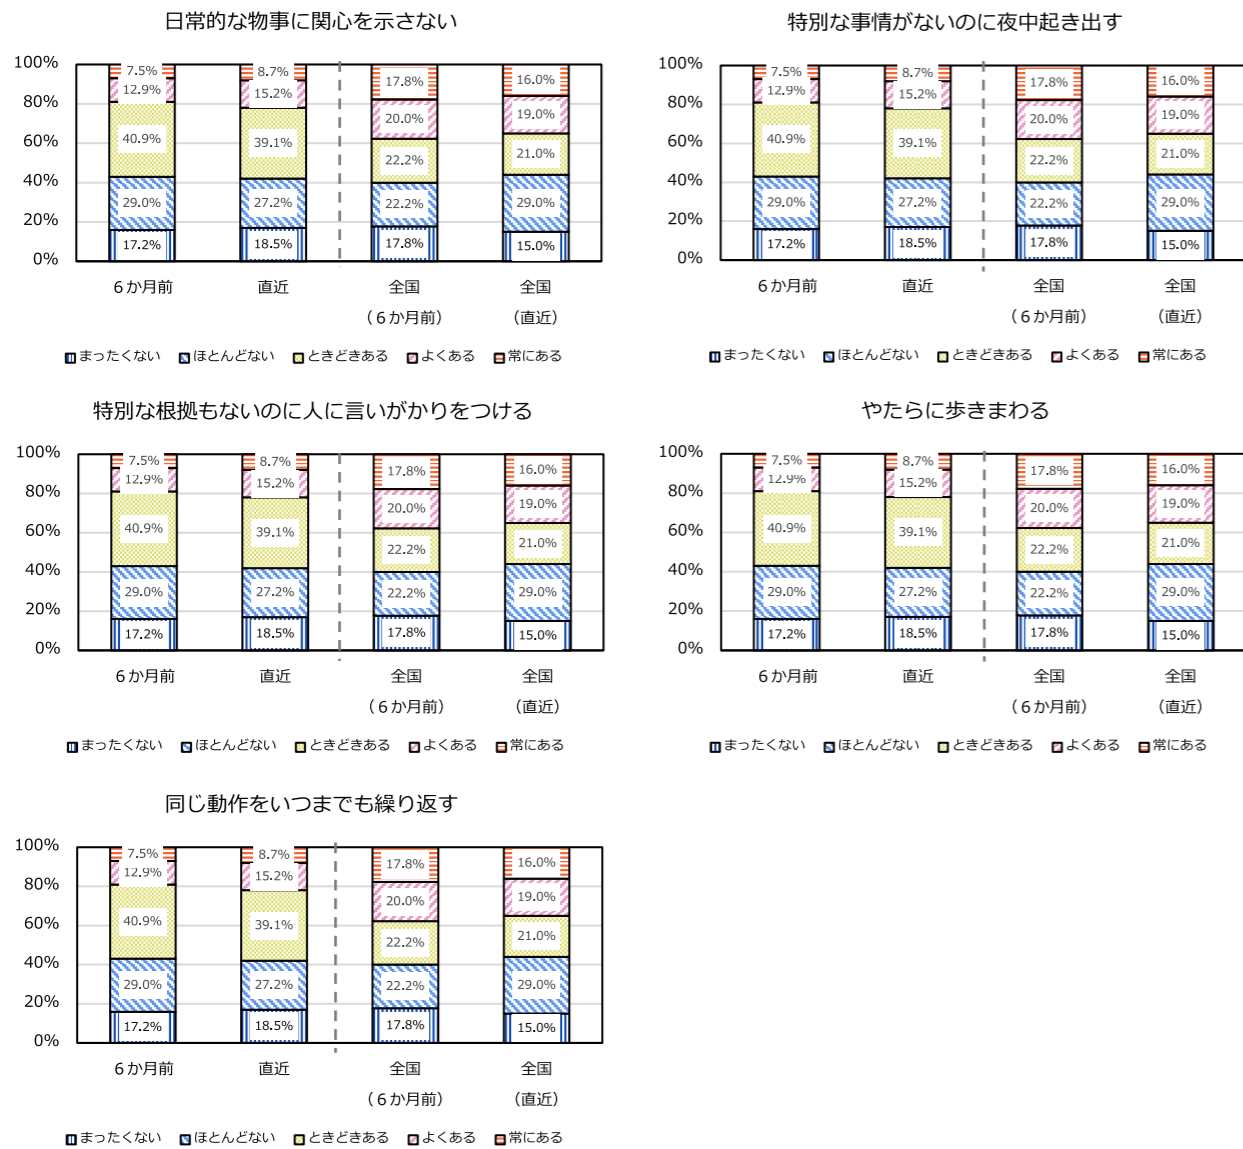 日常的な物事に関心を示さない
100%
80%
60%
40%
20%
0%
7.5% 8.7% 17.8% 16.0%
12.9% 15.2% 20.0% 19.0%
40.9% 39.1% 22.2% 21.0%
29.0% 27.2% 22.2% 29.0%
17.2% 18.5% 17.8% 15.0%
６か月前 直近 全国 全国
（６か月前） （直近）
まったくない ほとんどない ときどきある よくある 常にある
特別な事情がないのに夜中起き出す
100%
80%
60%
40%
20%
0%
7.5% 8.7% 17.8% 16.0%
12.9% 15.2% 20.0% 19.0%
40.9% 39.1% 22.2% 21.0%
29.0% 27.2% 22.2% 29.0%
17.2% 18.5% 17.8% 15.0%
６か月前 直近 全国 全国
（６か月前） （直近）
まったくない ほとんどない ときどきある よくある 常にある
特別な根拠もないのに人に言いがかりをつける
100%
80%
60%
40%
20%
0%
7.5% 8.7% 17.8% 16.0%
12.9% 15.2% 20.0% 19.0%
40.9% 39.1% 22.2% 21.0%
29.0% 27.2% 22.2% 29.0%
17.2% 18.5% 17.8% 15.0%
６か月前 直近 全国 全国
（６か月前） （直近）
まったくない ほとんどない ときどきある よくある 常にある
やたらに歩きまわる
100%
80%
60%
40%
20%
0%
7.5% 8.7% 17.8% 16.0%
12.9% 15.2% 20.0% 19.0%
40.9% 39.1% 22.2% 21.0%
29.0% 27.2% 22.2% 29.0%
17.2% 18.5% 17.8% 15.0%
６か月前 直近 全国 全国
（６か月前） （直近）
まったくない ほとんどない ときどきある よくある 常にある
同じ動作をいつまでも繰り返す
100%
80%
60%
40%
20%
0%
7.5% 8.7% 17.8% 16.0%
12.9% 15.2% 20.0% 19.0%
40.9% 39.1% 22.2% 21.0%
29.0% 27.2% 22.2% 29.0%
17.2% 18.5% 17.8% 15.0%
６か月前 直近 全国 全国
（６か月前） （直近）
まったくない ほとんどない ときどきある よくある 常にある